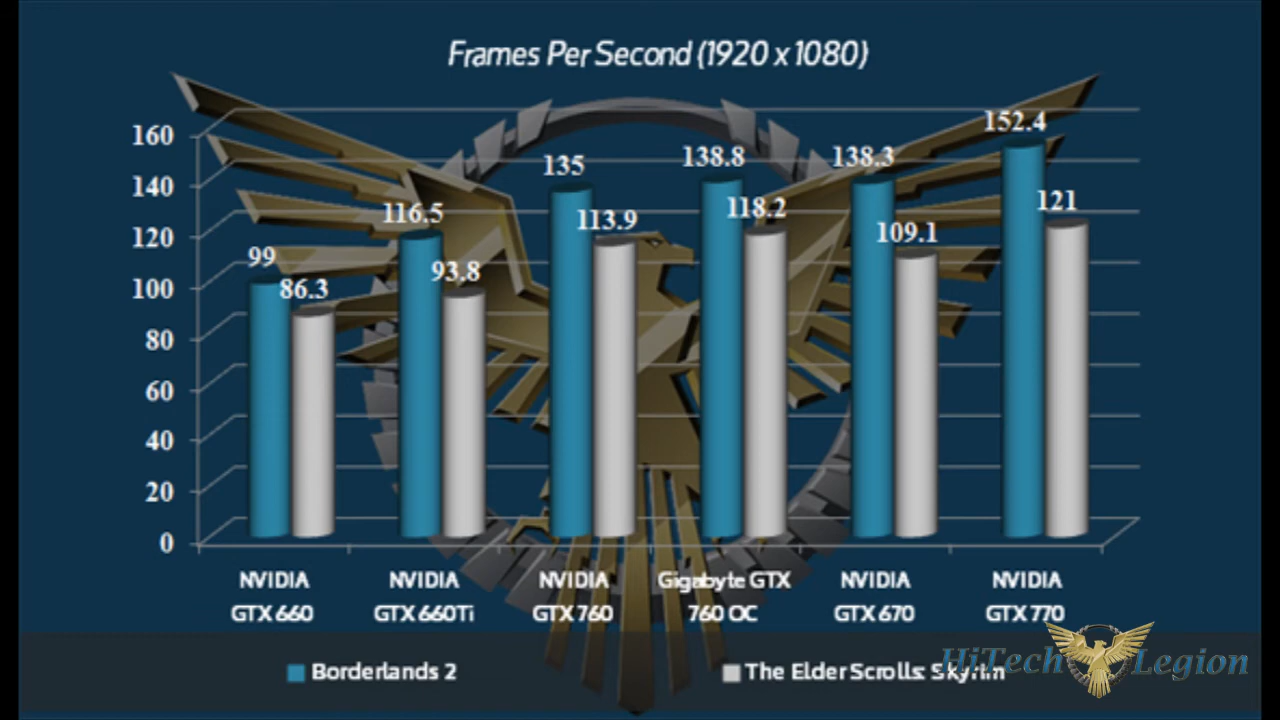 Frames Per Second (1920 x 1080)
160
140
120
100
80
60
40
20
0
99
86.3
116.5
93.8
135
113.9
138.8
118.2
138.3
109.1
152.4
121
NVIDIA
GTX 660
NVIDIA
GTX 660Ti
NVIDIA
GTX 760
Gigabyte GTX
760 OC
NVIDIA
GTX 670
NVIDIA
GTX 770
Borderlands 2
The Elder Scrolls: Skyrim
HiTech Legion